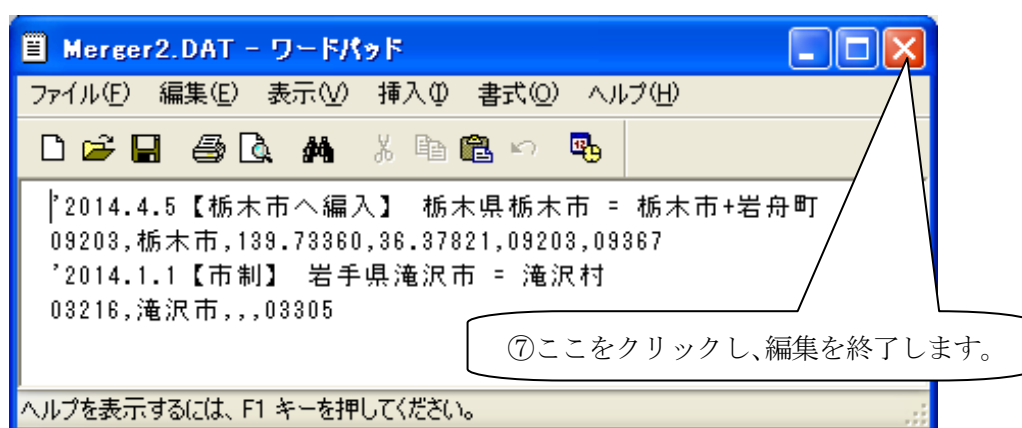 Merger2.DAT - ワードパッド
ファイル(F) 編集(E) 表示(V) 挿入(I) 書式(O) ヘルプ(H)
'2014.4.5【栃木市へ編入】 栃木県栃木市 = 栃木市+岩舟町
09203,栃木市,139.73360,36.37821,09203,09367
'2014.1.1【市制】 岩手県滝沢市 = 滝沢村
03216,滝沢市,,,03305
⑦ここをクリックし、編集を終了します。
ヘルプを表示するには、F1 キーを押してください。